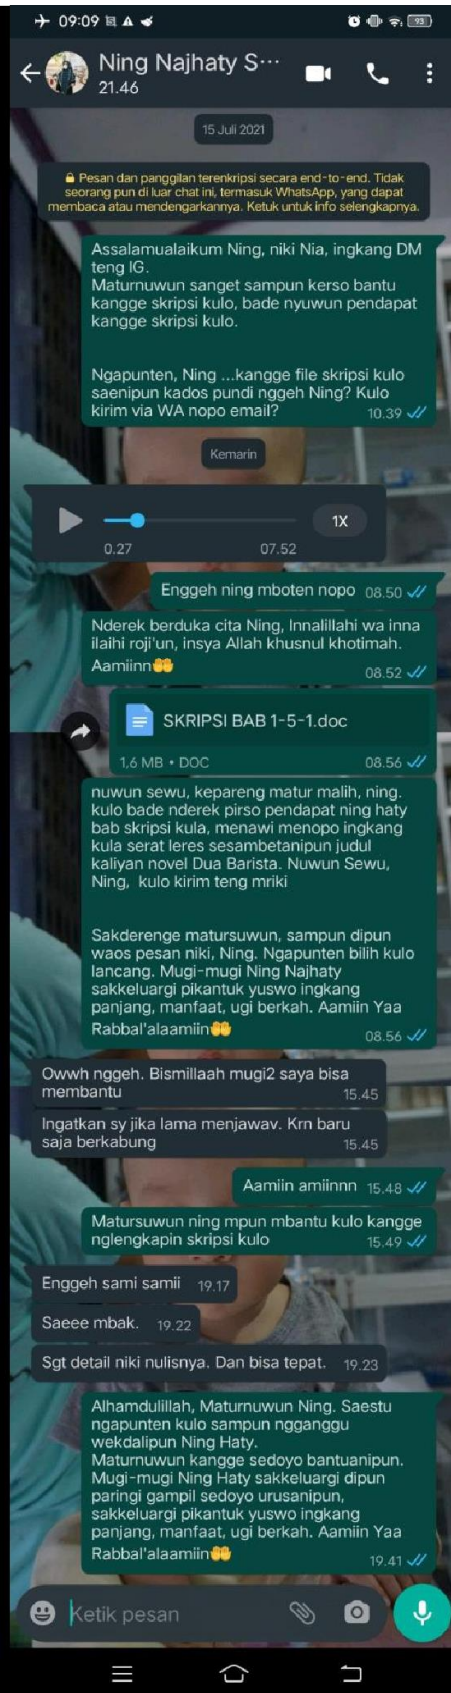 09:09
93
Ning Najhaty S...
21.46
15 Juli 2021
Pesan dan panggilan terenkripsi secara end-to-end. Tidak
seorang pun di luar chat ini, termasuk WhatsApp, yang dapat
membaca atau mendengarkannya. Ketuk untuk info selengkapnya.
Assalamualaikum Ning, niki Nia, ingkang DM
teng IG.
Maturnuwun sanget sampun kerso bantu
kangge skripsi kulo, bade nyuwun pendapat
kangge skripsi kulo.
Ngapunten, Ning ...kangge file skripsi kulo
saenipun kados pundi nggeh Ning? Kulo
kirim via WA nopo email?
10.39
Kemarin
1X
0.27
07.52
Enggeh ning mboten nopo 08.50
Nderek berduka cita Ning, Innalillahi wa inna
ilaihi roji'un, insya Allah khusnul khotimah.
Aamiinn🤲
08.52
SKRIPSI BAB 1-5-1.doc
1,6 MB • DOC
08.56
nuwun sewu, kepareng matur malih, ning.
kulo bade nderek pirso pendapat ning haty
bab skripsi kula, menawi menopo ingkang
kula serat leres sesambetanipun judul
kaliyan novel Dua Barista. Nuwun Sewu,
Ning, kulo kirim teng mriki
Sakderenge matursuwun, sampun dipun
waos pesan niki, Ning. Ngapunten bilih kulo
lancang. Mugi-mugi Ning Najhaty
sakkeluargi pikantuk yuswo ingkang
panjang, manfaat, ugi berkah. Aamiin Yaa
Rabbal'alaamiin🤲
08.56
Owwh nggeh. Bismillaah mugi2 saya bisa
membantu
15.45
Ingatkan sy jika lama menjawav. Krn baru
saja berkabung
15.45
Aamiin amiinnn 15.48
Matursuwun ning mpun mbantu kulo kangge
nglengkapin skripsi kulo
15.49
Enggeh sami samii 19.17
Saeee mbak. 19.22
Sgt detail niki nulisnya. Dan bisa tepat. 19.23
Alhamdulillah, Maturnuwun Ning. Saestu
ngapunten kulo sampun ngganggu
wekdalipun Ning Haty.
Maturnuwun kangge sedoyo bantuanipun.
Mugi-mugi Ning Haty sakkeluargi dipun
paringi gampil sedoyo urusanipun,
sakkeluargi pikantuk yuswo ingkang
panjang, manfaat, ugi berkah. Aamiin Yaa
Rabbal'alaamiin🤲
19.41
Ketik pesan